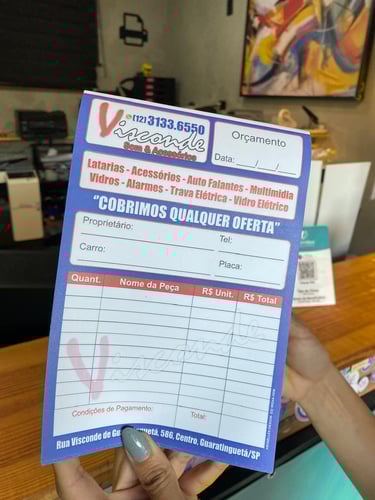 (12) 3133.6550
Visconde
Som & Acessórios
Orçamento
Data: ___/___/___
Latarias - Acessórios - Auto Falantes - Multimídia
Vidros - Alarmes - Trava Elétrica - Vidro Elétrico
"COBRIMOS QUALQUER OFERTA"
Proprietário:
Tel:
Carro:
Placa:
Quant. Nome da Peça R$ Unit. R$ Total
Visconde
Condições de Pagamento:
Total:
Rua Visconde de Guaratinguetá, 586, Centro, Guaratinguetá/SP